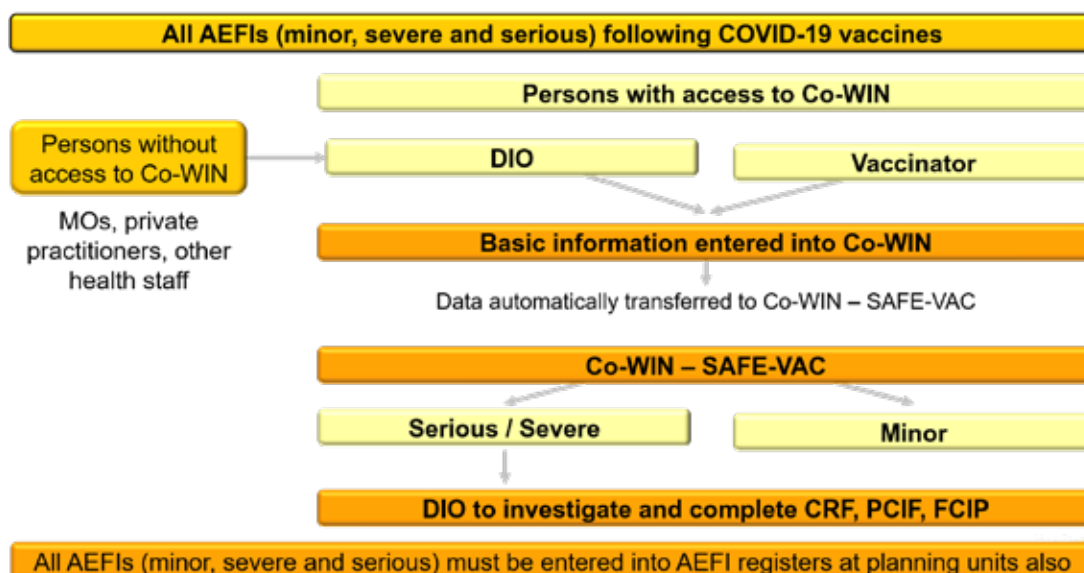 All AEFIs (minor, severe and serious) following COVID-19 vaccines
Persons with access to Co-WIN
Persons without
access to Co-WIN
DIO
Vaccinator
MOs, private
practitioners, other
health staff
Basic information entered into Co-WIN
Data automatically transferred to Co-WIN – SAFE-VAC
Co-WIN – SAFE-VAC
Serious / Severe
Minor
DIO to investigate and complete CRF, PCIF, FCIP
All AEFIs (minor, severe and serious) must be entered into AEFI registers at planning units also